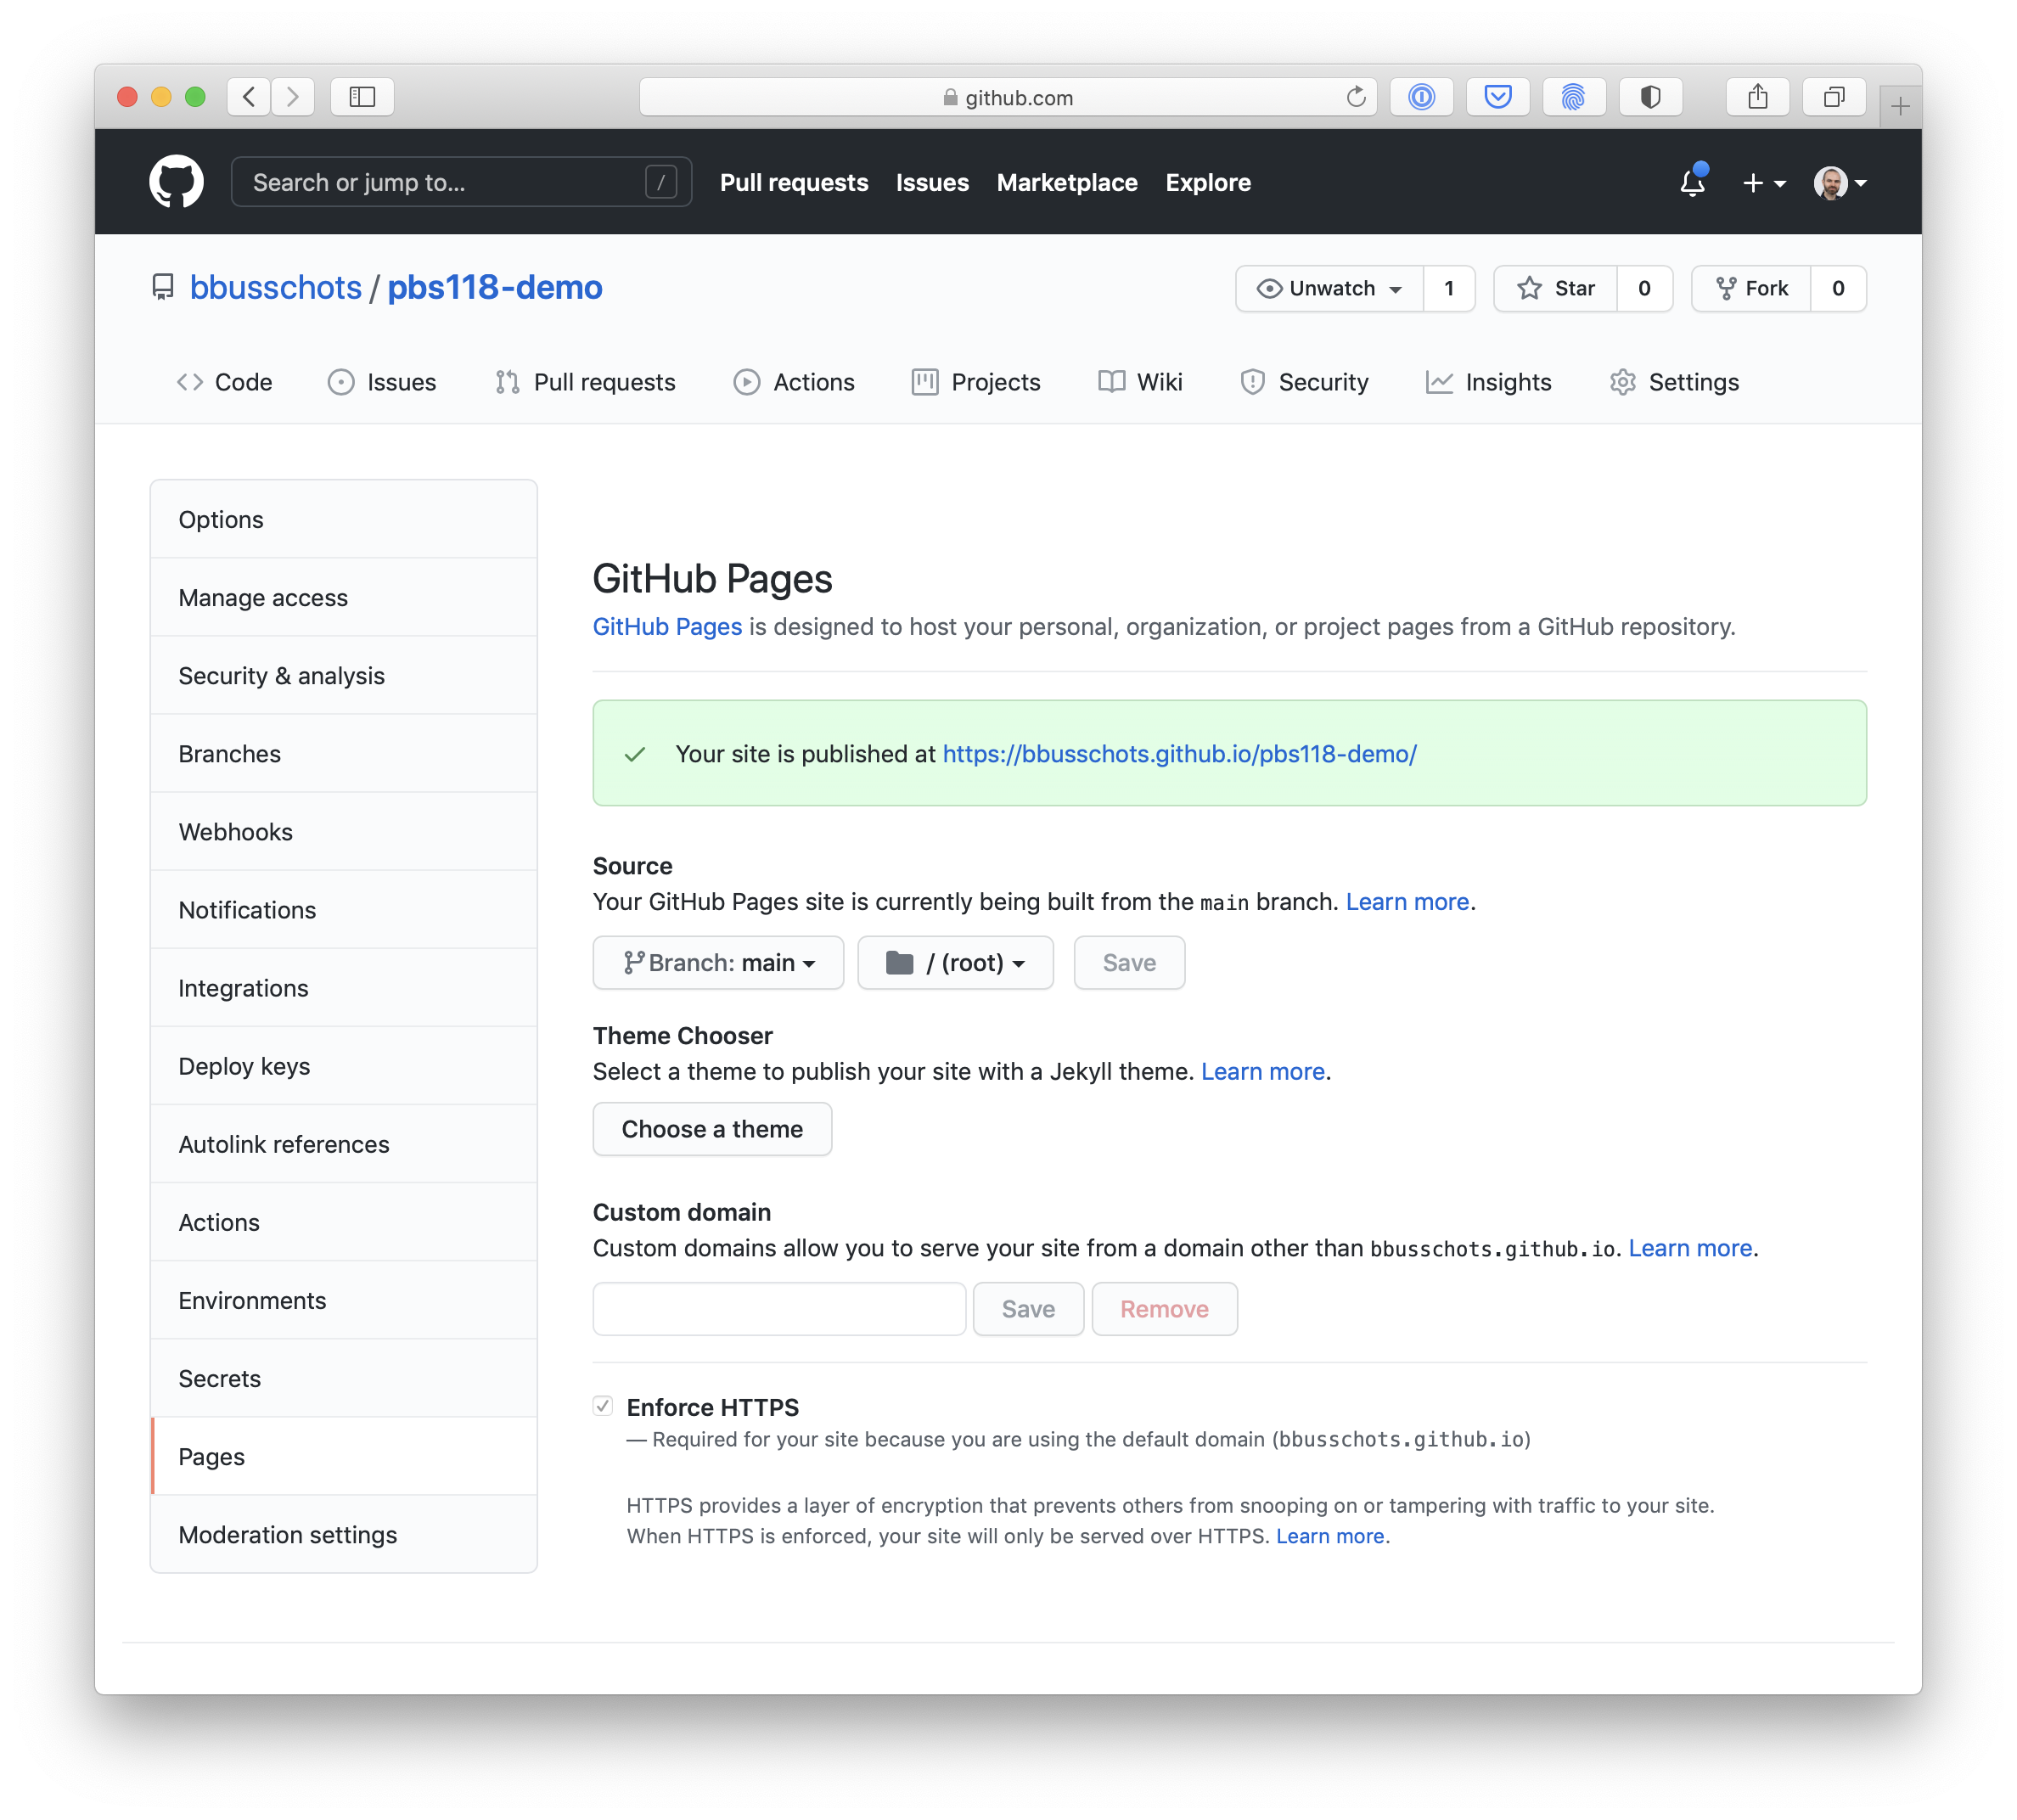 github.com
Search or jump to... /
Pull requests Issues Marketplace Explore
bbusschots / pbs118-demo
Unwatch 1 Star 0 Fork 0
Code Issues Pull requests Actions Projects Wiki Security Insights Settings
Options
Manage access
Security & analysis
Branches
Webhooks
Notifications
Integrations
Deploy keys
Autolink references
Actions
Environments
Secrets
Pages
Moderation settings
GitHub Pages
GitHub Pages is designed to host your personal, organization, or project pages from a GitHub repository.
Your site is published at https://bbusschots.github.io/pbs118-demo/
Source
Your GitHub Pages site is currently being built from the main branch. Learn more.
Branch: main / (root) Save
Theme Chooser
Select a theme to publish your site with a Jekyll theme. Learn more.
Choose a theme
Custom domain
Custom domains allow you to serve your site from a domain other than bbusschots.github.io. Learn more.
Save Remove
Enforce HTTPS
— Required for your site because you are using the default domain (bbusschots.github.io)
HTTPS provides a layer of encryption that prevents others from snooping on or tampering with traffic to your site.
When HTTPS is enforced, your site will only be served over HTTPS. Learn more.